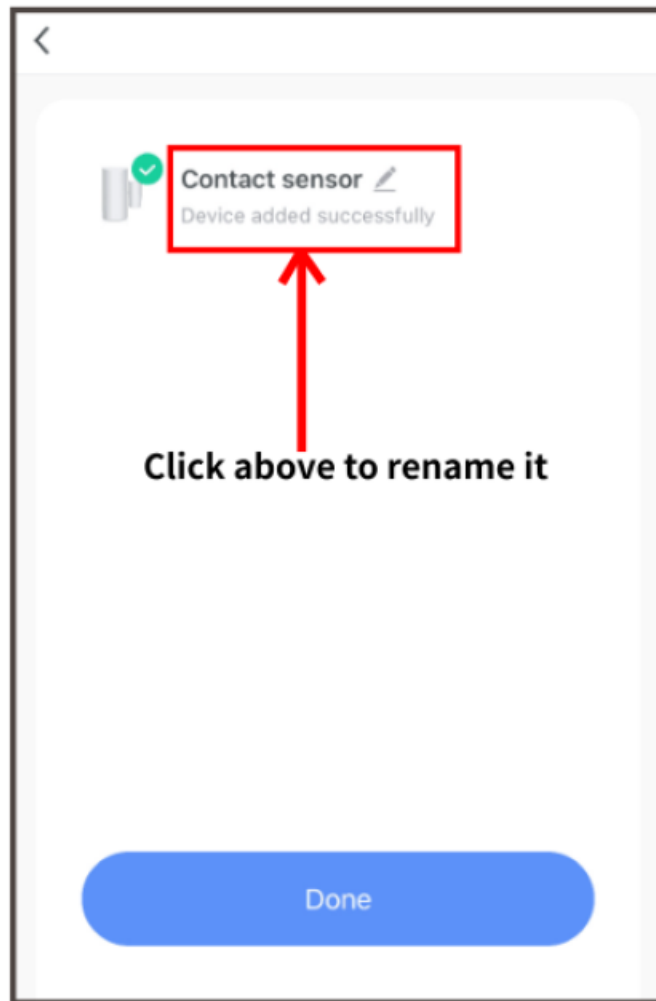 Contact sensor
Device added successfully
Click above to rename it
Done